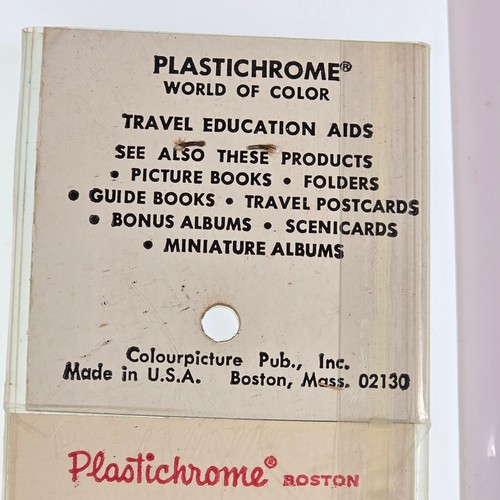 PLASTICHROME®
WORLD OF COLOR
TRAVEL EDUCATION AIDS
SEE ALSO THESE PRODUCTS
• PICTURE BOOKS • FOLDERS
• GUIDE BOOKS • TRAVEL POSTCARDS
• BONUS ALBUMS • SCENICARDS
• MINIATURE ALBUMS
Colourpicture Pub., Inc.
Made in U.S.A. Boston, Mass. 02130
Plastichrome® BOSTON